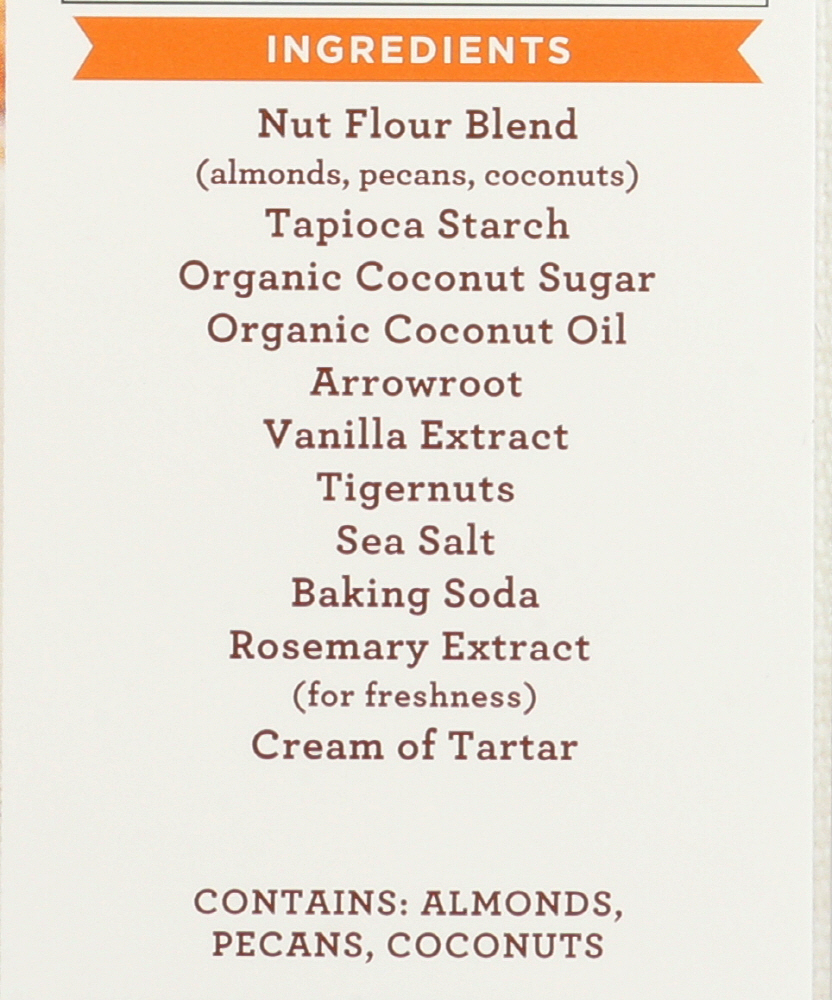 INGREDIENTS
Nut Flour Blend
(almonds, pecans, coconuts)
Tapioca Starch
Organic Coconut Sugar
Organic Coconut Oil
Arrowroot
Vanilla Extract
Tigernuts
Sea Salt
Baking Soda
Rosemary Extract
(for freshness)
Cream of Tartar
CONTAINS: ALMONDS,
PECANS, COCONUTS